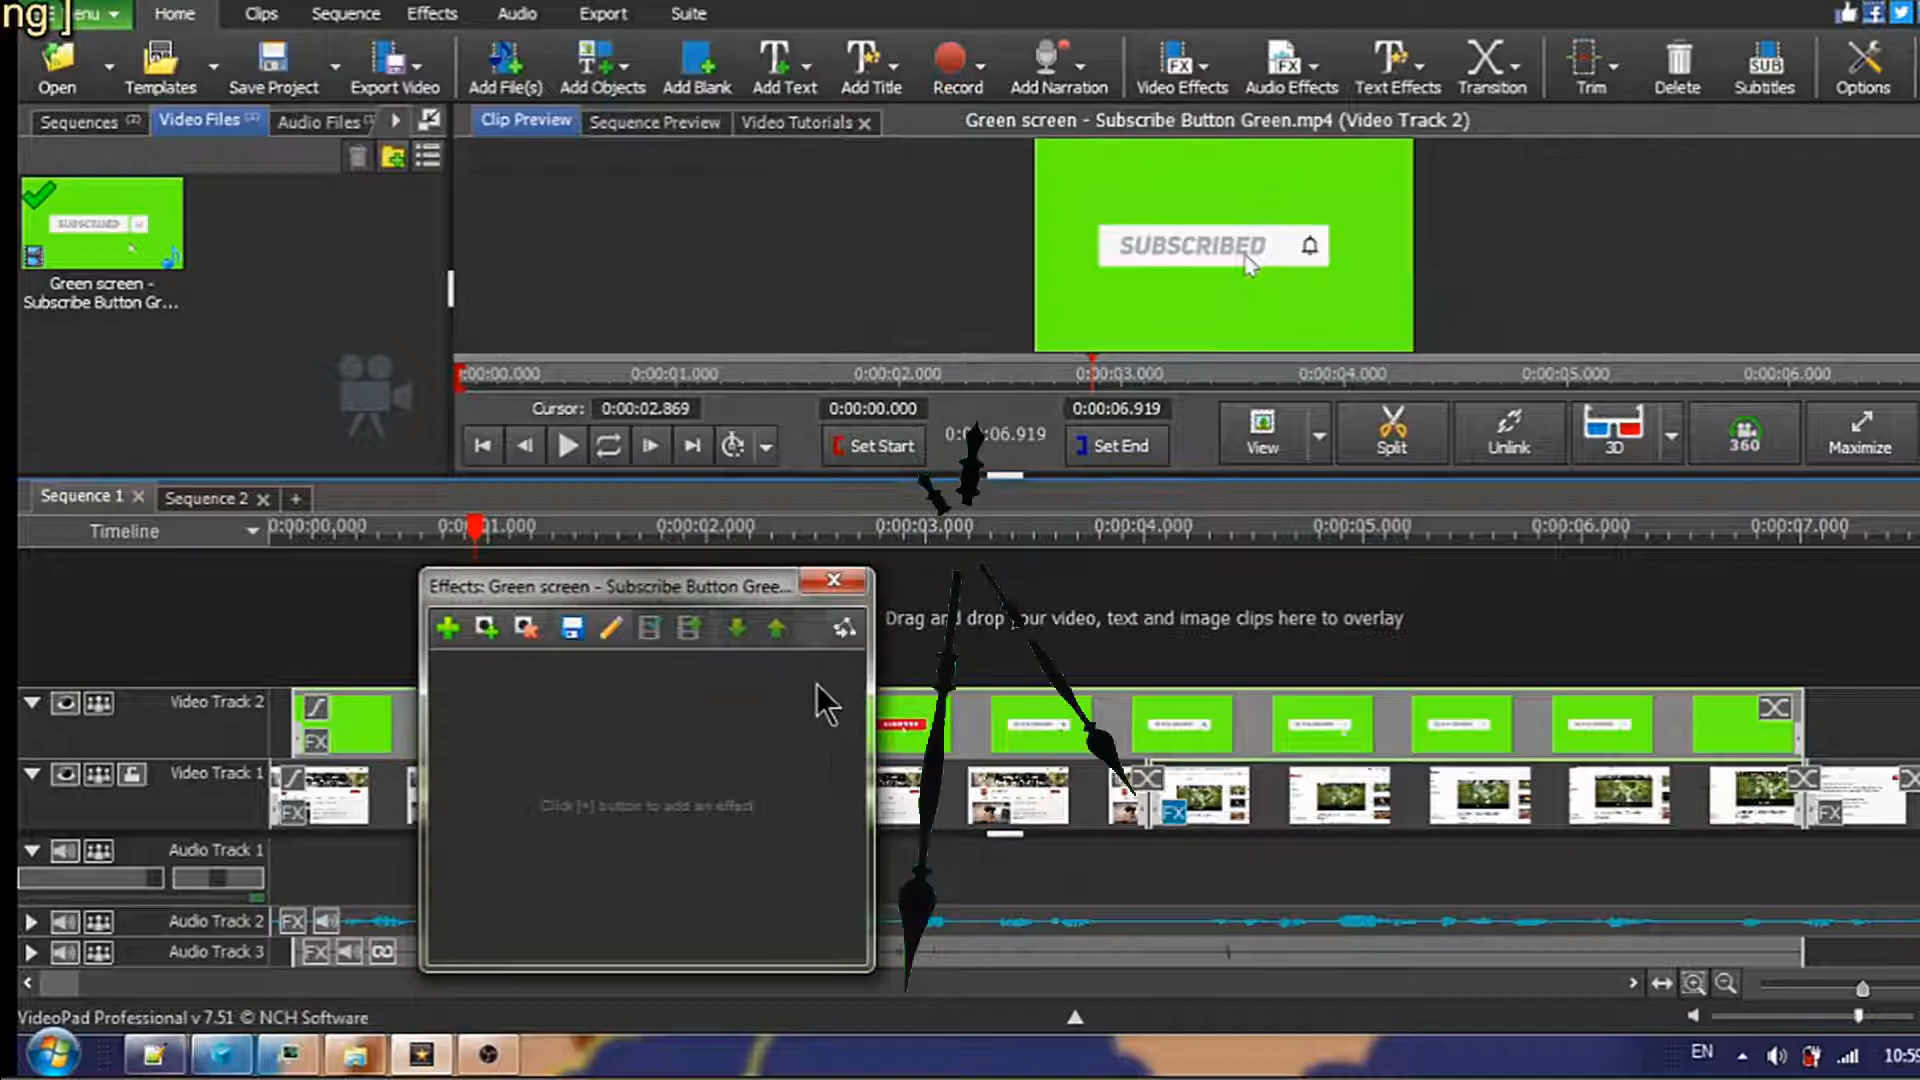 ng ]
enu Home Clips Sequence Effects Audio Export Suite
Open Templates Save Project Export Video Add File(s) Add Objects Add Blank Add Text Add Title Record Add Narration Video Effects Audio Effects Text Effects Transition Trim Delete Subtitles Options
FX FX SUB
Sequences (2) Video Files Audio Files Clip Preview Sequence Preview Video Tutorials Green screen - Subscribe Button Green.mp4 (Video Track 2)
SUBSCRIBED
SUBSCRIBED
Green screen -
Subscribe Button Gr...
0:00:00.000 0:00:01.000 0:00:02.000 0:00:03.000 0:00:04.000 0:00:05.000 0:00:06.000
Cursor: 0:00:02.869 0:00:00.000 0:00:06.919 0:00:06.919
Set Start Set End View Split Unlink 3D 360 Maximize
Sequence 1 Sequence 2 +
Timeline 0:00:00.000 0:00:01.000 0:00:02.000 0:00:03.000 0:00:04.000 0:00:05.000 0:00:06.000 0:00:07.000
Effects: Green screen - Subscribe Button Gree...
Drag and drop your video, text and image clips here to overlay
Video Track 2
FX
Video Track 1
FX FX FX
Click [+] button to add an effect
Audio Track 1
Audio Track 2 FX
Audio Track 3 FX
VideoPad Professional v 7.51 © NCH Software
EN 10:59